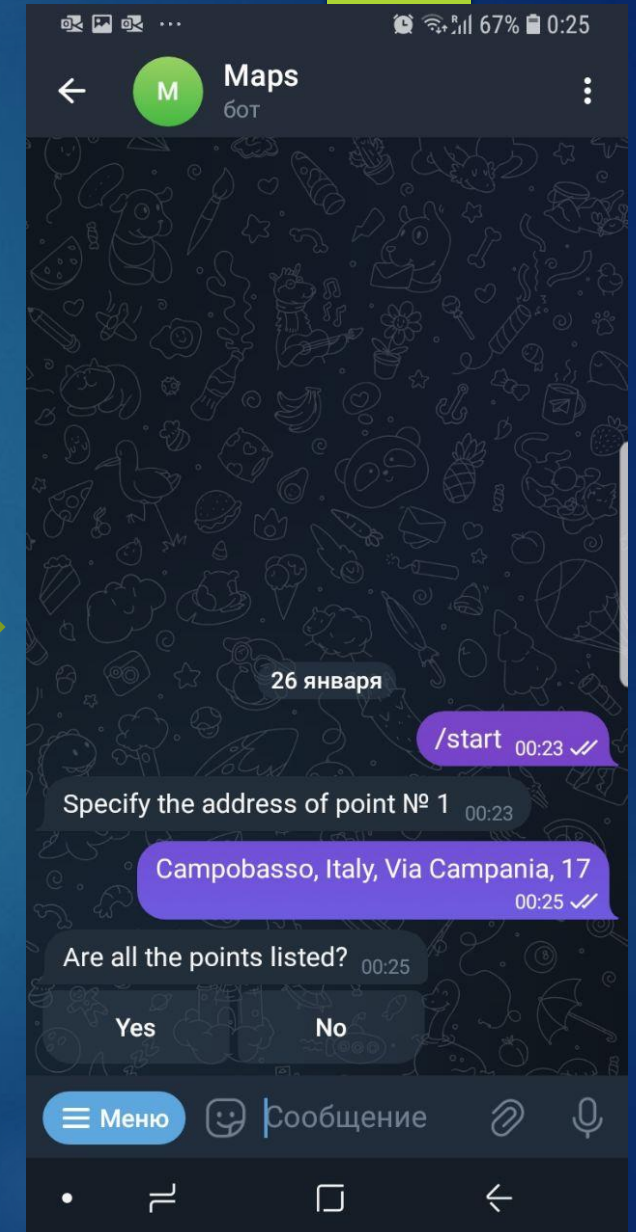 67% 0:25
M
Maps
бот
26 января
/start 00:23
Specify the address of point № 1 00:23
Campobasso, Italy, Via Campania, 17
00:25
Are all the points listed? 00:25
Yes No
Меню Сообщение